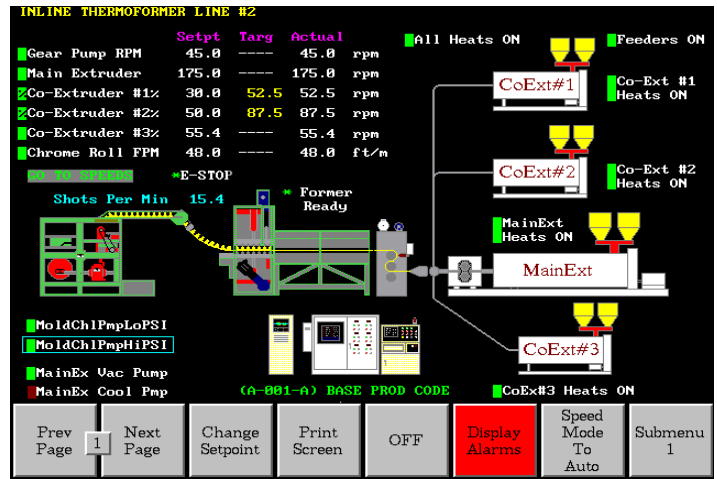 INLINE THERMOFORMER LINE #2
Setpt Targ Actual
Gear Pump RPM 45.0 ---- 45.0 rpm
Main Extruder 175.0 ---- 175.0 rpm
%Co-Extruder #1% 30.0 52.5 52.5 rpm
%Co-Extruder #2% 50.0 87.5 87.5 rpm
Co-Extruder #3% 55.4 ---- 55.4 rpm
Chrome Roll FPM 48.0 ---- 48.0 ft/m
GO TO SPEEDS *E-STOP
Shots Per Min 15.4
* Former
Ready
All Heats ON
Feeders ON
CoExt#1
Co-Ext #1
Heats ON
CoExt#2
Co-Ext #2
Heats ON
MainExt
Heats ON
MainExt
CoExt#3
CoEx#3 Heats ON
MoldChlPmpLoPSI
MoldChlPmpHiPSI
MainEx Vac Pump
MainEx Cool Pmp
(A-001-A) BASE PROD CODE
Prev
Page
1
Next
Page
Change
Setpoint
Print
Screen
OFF
Display
Alarms
Speed
Mode
To
Auto
Submenu
1